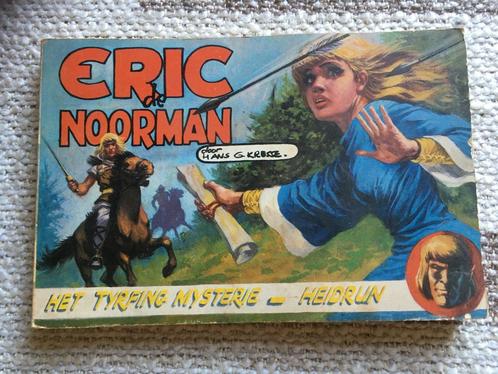 ERIC
de
NOORMAN
door
HANS G. KRESSE.
HET TYRFING MYSTERIE - HEIDRUN